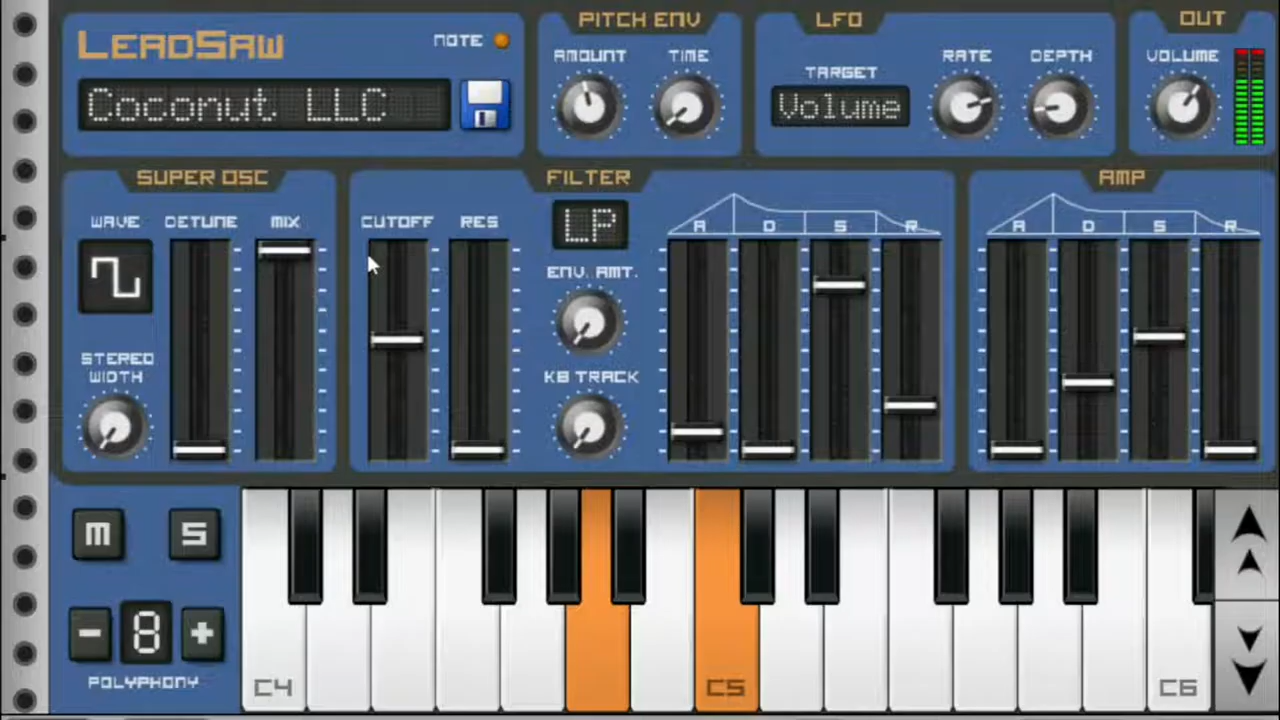 LEADSAW
NOTE
Coconut LLC
PITCH ENV
AMOUNT
TIME
LFO
TARGET
Volume
RATE
DEPTH
OUT
VOLUME
SUPER OSC
WAVE
DETUNE
MIX
STEREO
WIDTH
FILTER
CUTOFF
RES
LP
ENV. AMT.
KB TRACK
A
D
S
R
AMP
A
D
S
R
M
S
-
8
+
POLYPHONY
C4
C5
C6